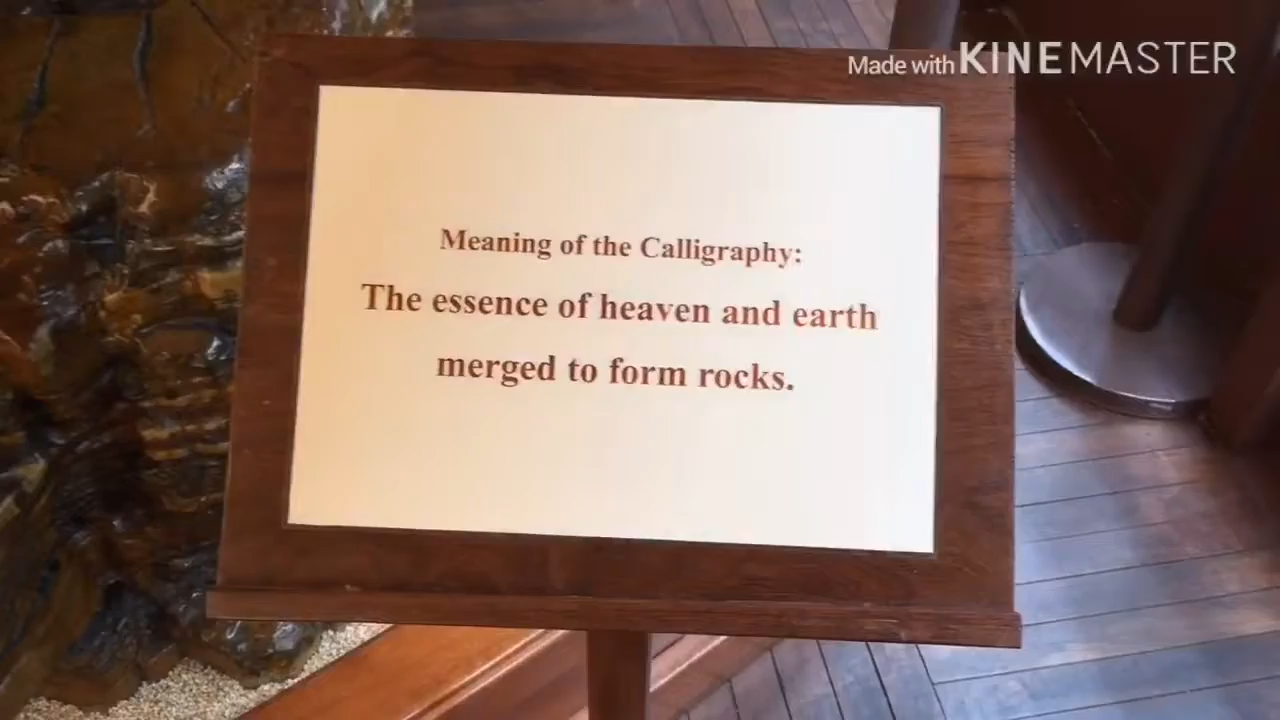 Made with KINEMASTER
Meaning of the Calligraphy:
The essence of heaven and earth
merged to form rocks.